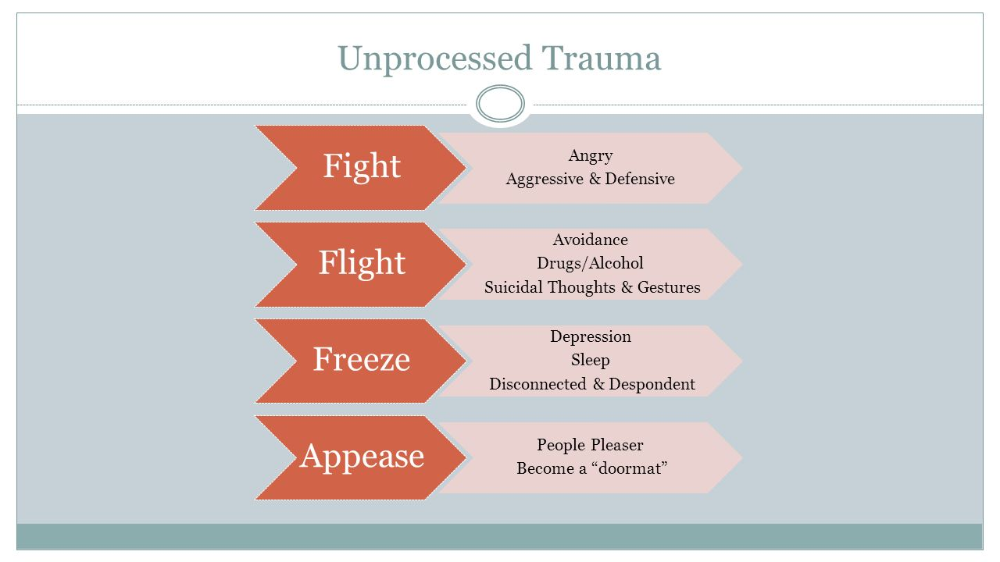 Unprocessed Trauma
Fight
Angry
Aggressive & Defensive
Flight
Avoidance
Drugs/Alcohol
Suicidal Thoughts & Gestures
Freeze
Depression
Sleep
Disconnected & Despondent
Appease
People Pleaser
Become a “doormat”